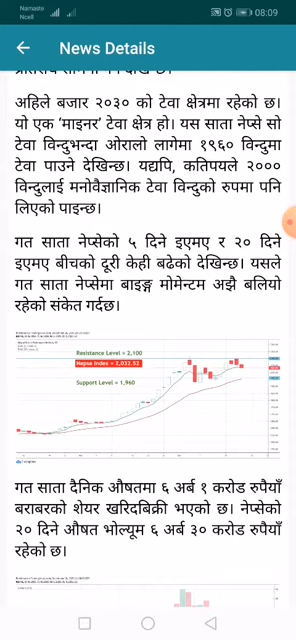 Namaste
Ncell
08:09
News Details
अहिले बजार २०३० को टेवा क्षेत्रमा रहेको छ।
यो एक ‘माइनर’ टेवा क्षेत्र हो। यस साता नेप्से सो
टेवा विन्दुभन्दा ओरालो लागेमा १९६० विन्दुमा
टेवा पाउने देखिन्छ। यद्यपि, कतिपयले २०००
विन्दुलाई मनोवैज्ञानिक टेवा विन्दुको रुपमा पनि
लिएको पाइन्छ।
गत साता नेप्सेको ५ दिने इएमए र २० दिने
इएमए बीचको दूरी केही बढेको देखिन्छ। यसले
गत साता नेप्सेमा बाइङ्ग मोमेन्टम अझै बलियो
रहेको संकेत गर्दछ।
Resistance Level = 2,100
Nepse Index = 2,032.52
Support Level = 1,960
गत साता दैनिक औषतमा ६ अर्ब १ करोड रुपैयाँ
बराबरको शेयर खरिदबिक्री भएको छ। नेप्सेको
२० दिने औषत भोल्यूम ६ अर्ब ३० करोड रुपैयाँ
रहेको छ।